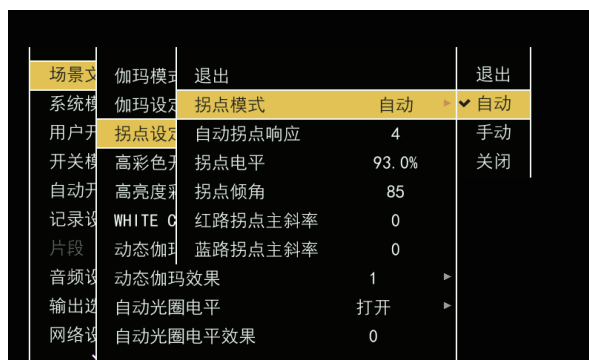 场景文 伽玛模 退出 退出
系统模 伽玛设定 拐点模式 自动 自动
用户开 拐点设定 自动拐点响应 4 手动
开关模 高彩色 拐点电平 93.0% 关闭
自动开 高亮度 拐点倾角 85
记录设 WHITE C 红路拐点主斜率 0
片段 动态伽玛 蓝路拐点主斜率 0
音频设 动态伽玛效果 1
输出选 自动光圈电平 打开
网络设 自动光圈电平效果 0